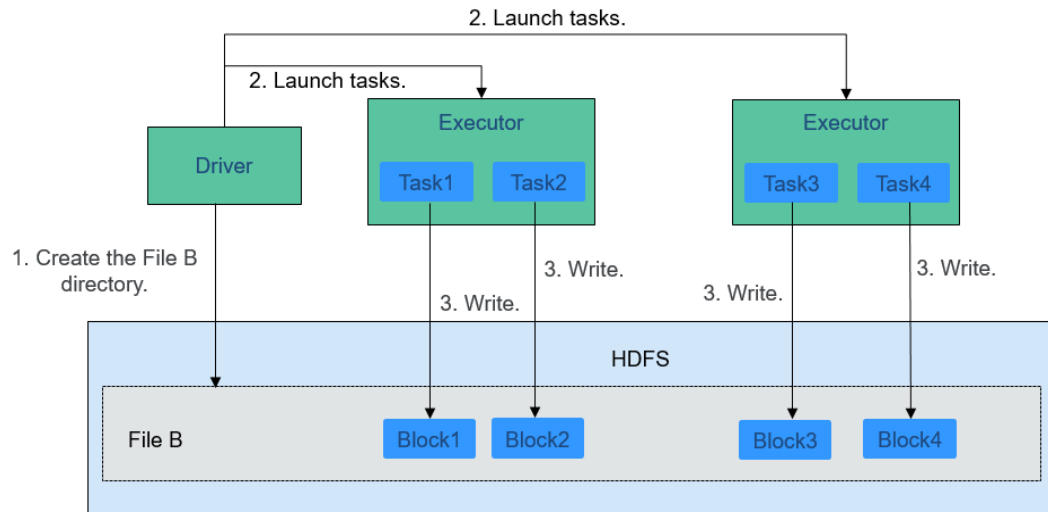 2. Launch tasks.
2. Launch tasks.
Executor
Executor
Driver
Task1
Task2
Task3
Task4
1. Create the File B
directory.
3. Write.
3. Write.
3. Write.
3. Write.
HDFS
File B
Block1
Block2
Block3
Block4